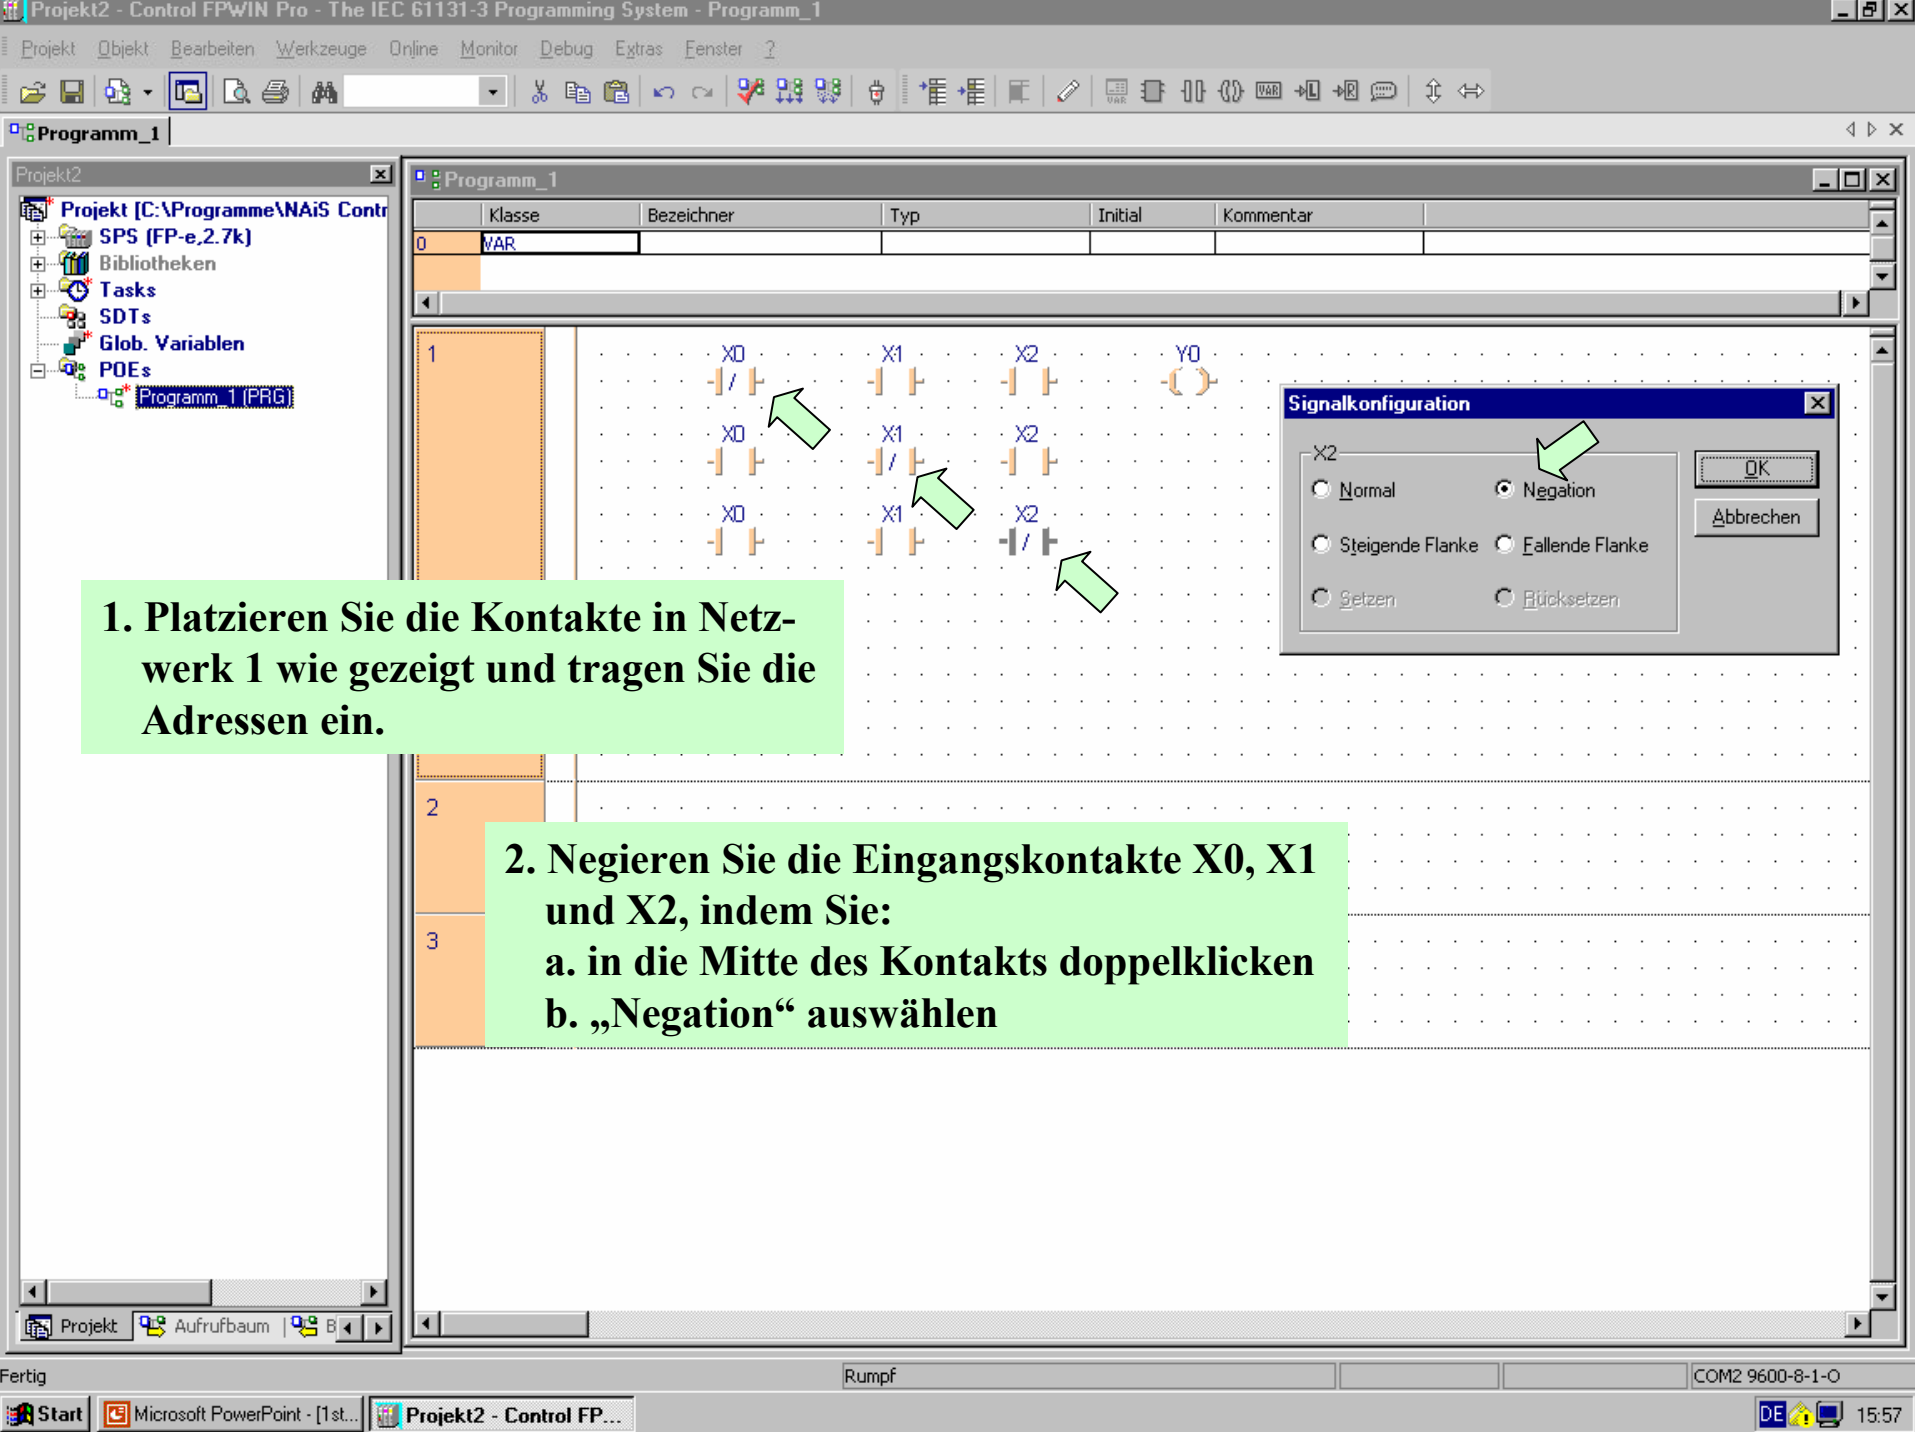 Projekt2 - Control FPWIN Pro - The IEC 61131-3 Programming System - Programm_1
Projekt Objekt Bearbeiten Werkzeuge Online Monitor Debug Extras Fenster ?
Programm_1
Projekt2
Projekt [C:\Programme\NAiS Contr
SPS (FP-e,2.7k)
Bibliotheken
Tasks
SDTs
Glob. Variablen
POEs
Programm_1 (PRG)
Programm_1
Klasse Bezeichner Typ Initial Kommentar
0 VAR
1
X0 X1 X2 Y0
X0 X1 X2
X0 X1 X2
Signalkonfiguration
X2
Normal Negation
Steigende Flanke Fallende Flanke
Setzen Rücksetzen
OK
Abbrechen
1. Platzieren Sie die Kontakte in Netz-
werk 1 wie gezeigt und tragen Sie die
Adressen ein.
2
2. Negieren Sie die Eingangskontakte X0, X1
und X2, indem Sie:
a. in die Mitte des Kontakts doppelklicken
b. „Negation“ auswählen
3
Projekt Aufrufbaum B
Fertig Rumpf COM2 9600-8-1-O
Start Microsoft PowerPoint - [1st... Projekt2 - Control FP... DE 15:57